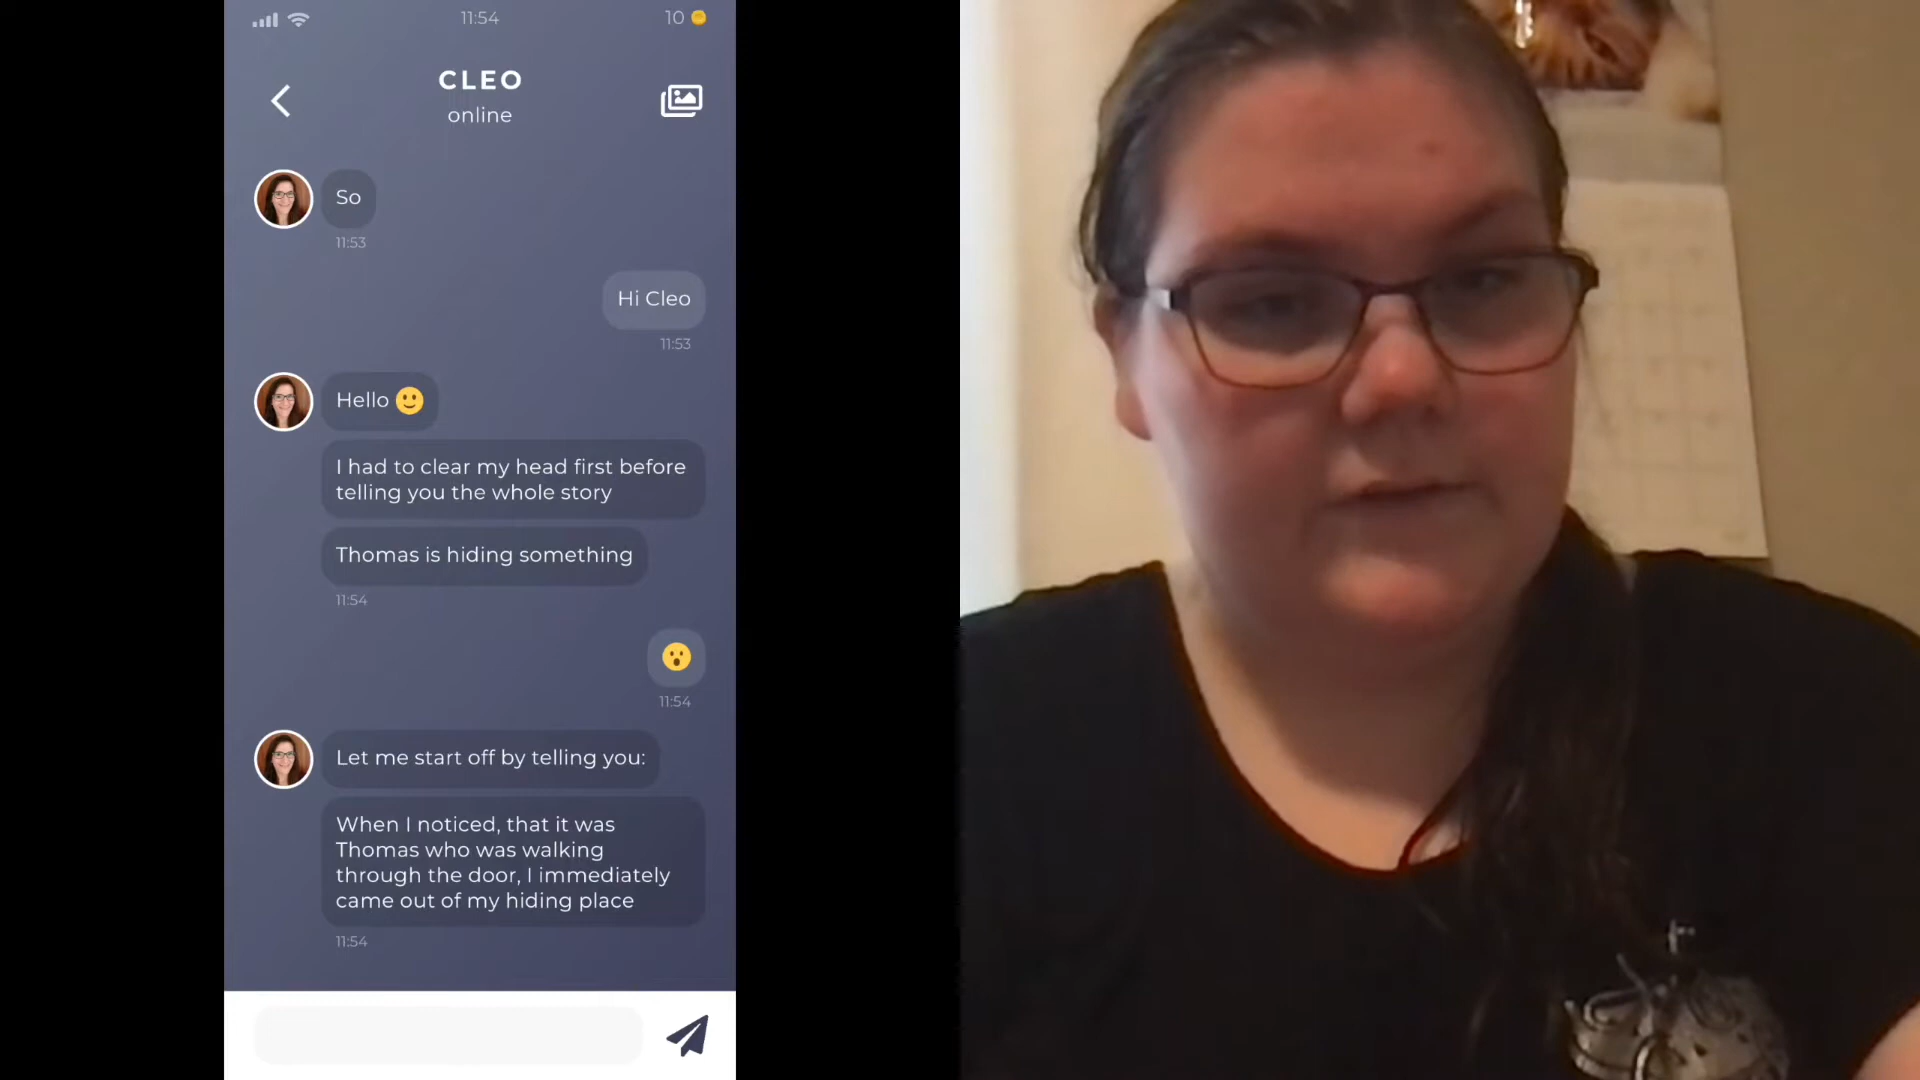 11:54
10
CLEO
online
So
11:53
Hi Cleo
11:53
Hello 🙂
I had to clear my head first before
telling you the whole story
Thomas is hiding something
11:54
😮
11:54
Let me start off by telling you:
When I noticed, that it was
Thomas who was walking
through the door, I immediately
came out of my hiding place
11:54